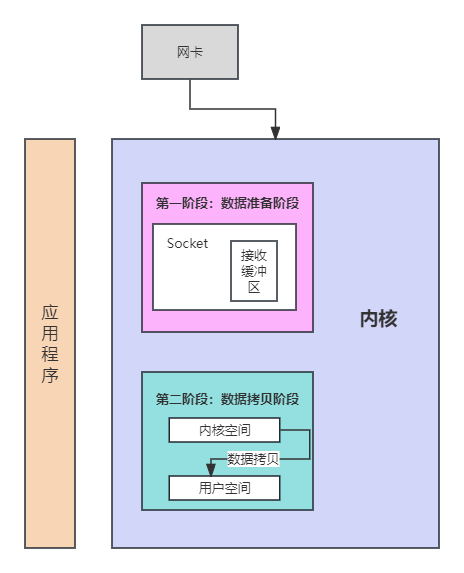 网卡
第一阶段：数据准备阶段
Socket
接收
缓冲
区
应
用
程
序
内核
第二阶段：数据拷贝阶段
内核空间
数据拷贝
用户空间